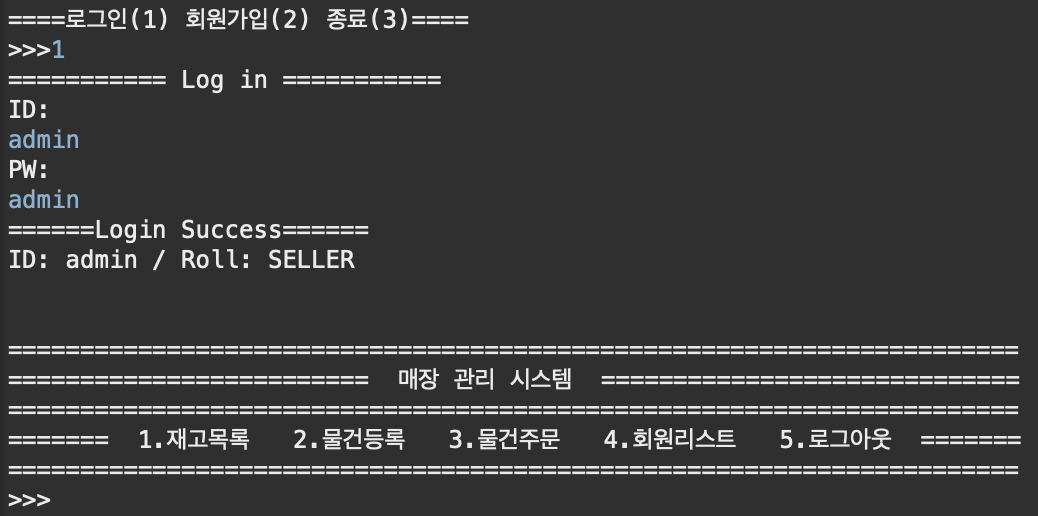 ====로그인(1) 회원가입(2) 종료(3)====
>>>1
=========== Log in ===========
ID:
admin
PW:
admin
======Login Success======
ID: admin / Roll: SELLER
======================================================================
=========================  매장 관리 시스템  =============================
======================================================================
=======  1.재고목록   2.물건등록   3.물건주문   4.회원리스트   5.로그아웃  =======
======================================================================
>>>